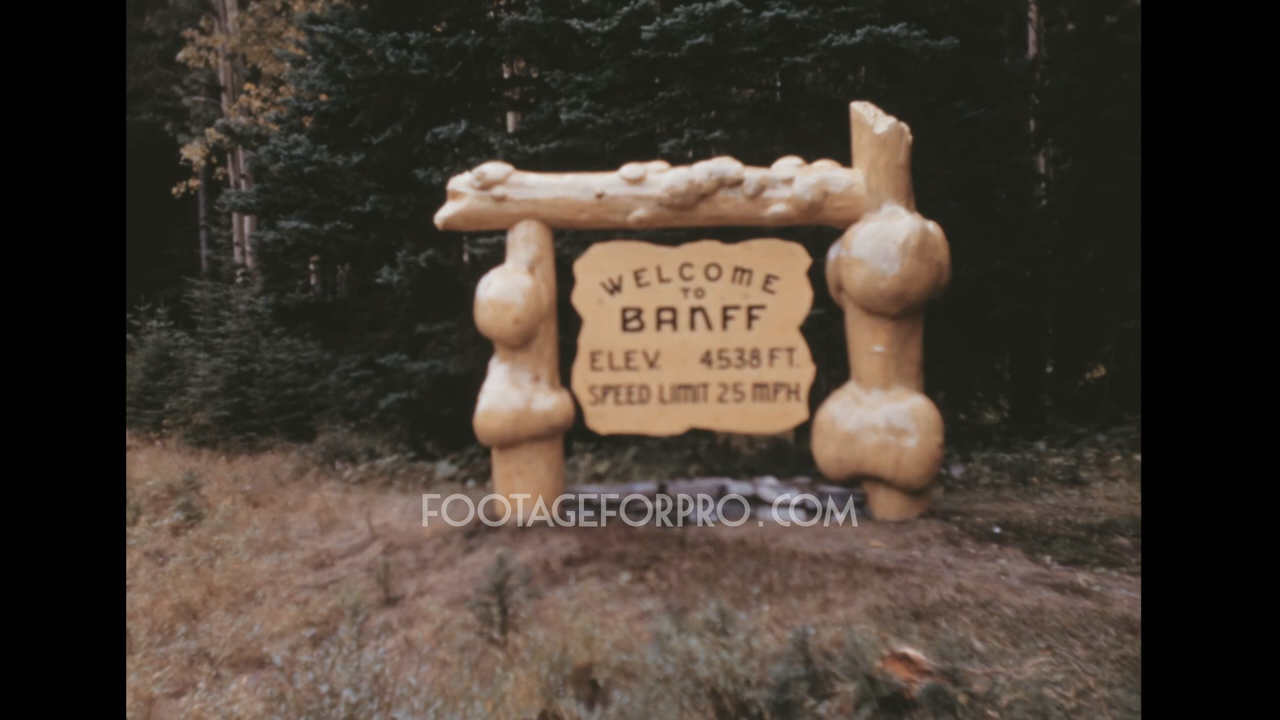 WELCOME
TO
BANFF
ELEV. 4538 FT.
SPEED LIMIT 25 MPH.
FOOTAGEFORPRO.COM